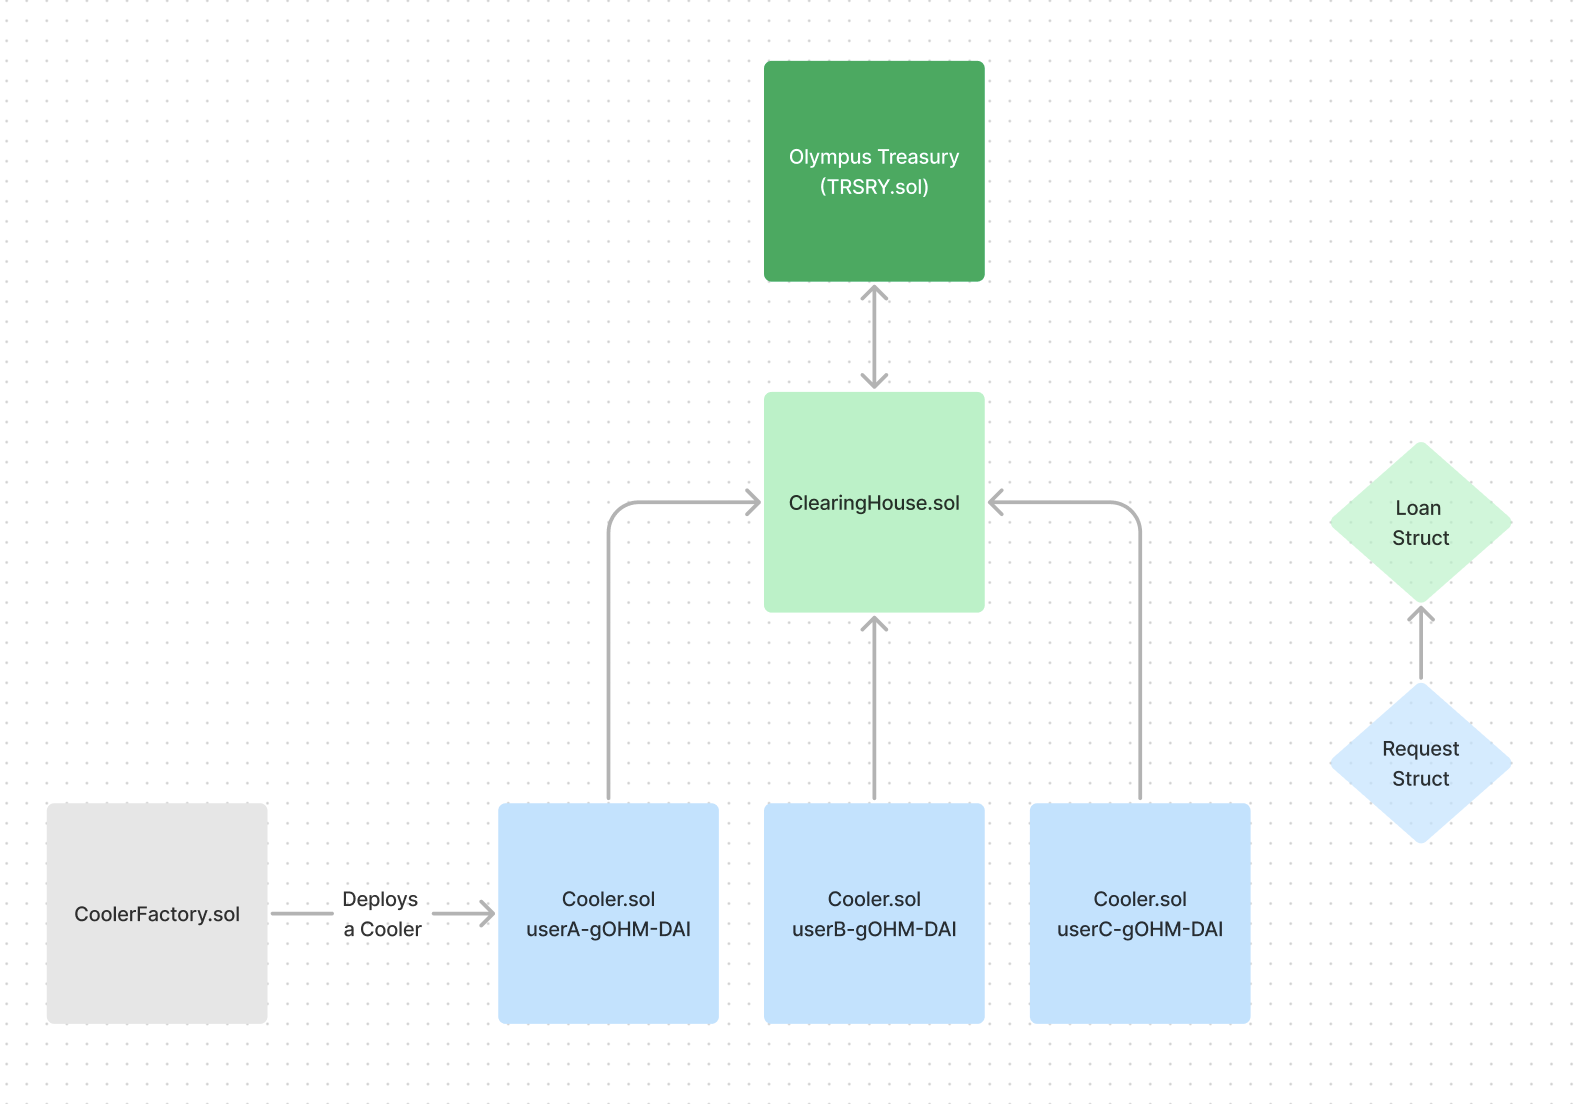 Olympus Treasury
(TRSRY.sol)
ClearingHouse.sol
Loan
Struct
Request
Struct
CoolerFactory.sol
Deploys
a Cooler
Cooler.sol
userA-gOHM-DAI
Cooler.sol
userB-gOHM-DAI
Cooler.sol
userC-gOHM-DAI